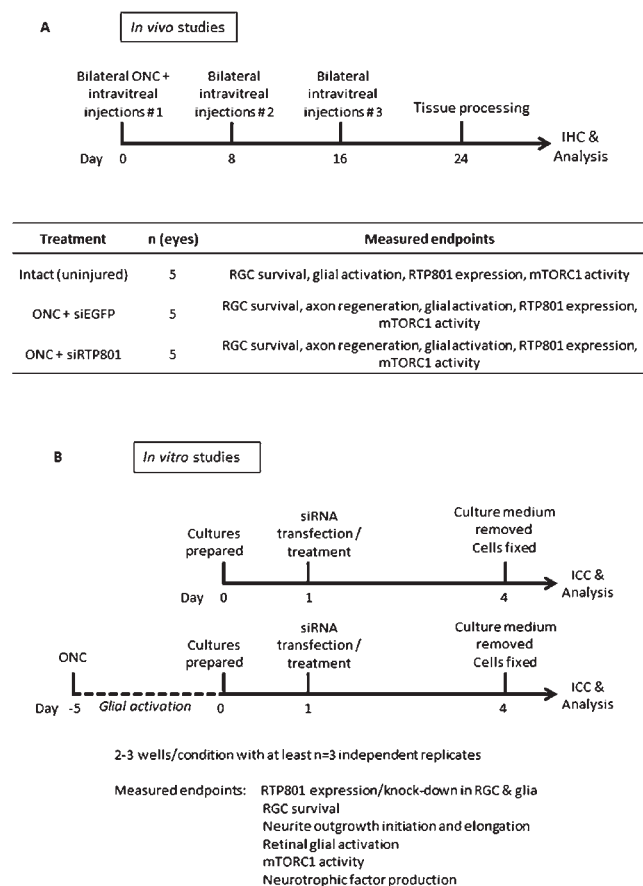 A
In vivo studies
Bilateral ONC +
intravitreal
injections #1
Bilateral
intravitreal
injections #2
Bilateral
intravitreal
injections #3
Tissue processing
IHC &
Analysis
Day 0 8 16 24
Treatment n (eyes) Measured endpoints
Intact (uninjured) 5 RGC survival, glial activation, RTP801 expression, mTORC1 activity
ONC + siEGFP 5 RGC survival, axon regeneration, glial activation, RTP801 expression,
mTORC1 activity
ONC + siRTP801 5 RGC survival, axon regeneration, glial activation, RTP801 expression,
mTORC1 activity
B
In vitro studies
Cultures
prepared
siRNA
transfection /
treatment
Culture medium
removed
Cells fixed
ICC &
Analysis
Day 0 1 4
ONC
Cultures
prepared
siRNA
transfection /
treatment
Culture medium
removed
Cells fixed
ICC &
Analysis
Day -5 Glial activation 0 1 4
2-3 wells/condition with at least n=3 independent replicates
Measured endpoints: RTP801 expression/knock-down in RGC & glia
RGC survival
Neurite outgrowth initiation and elongation
Retinal glial activation
mTORC1 activity
Neurotrophic factor production